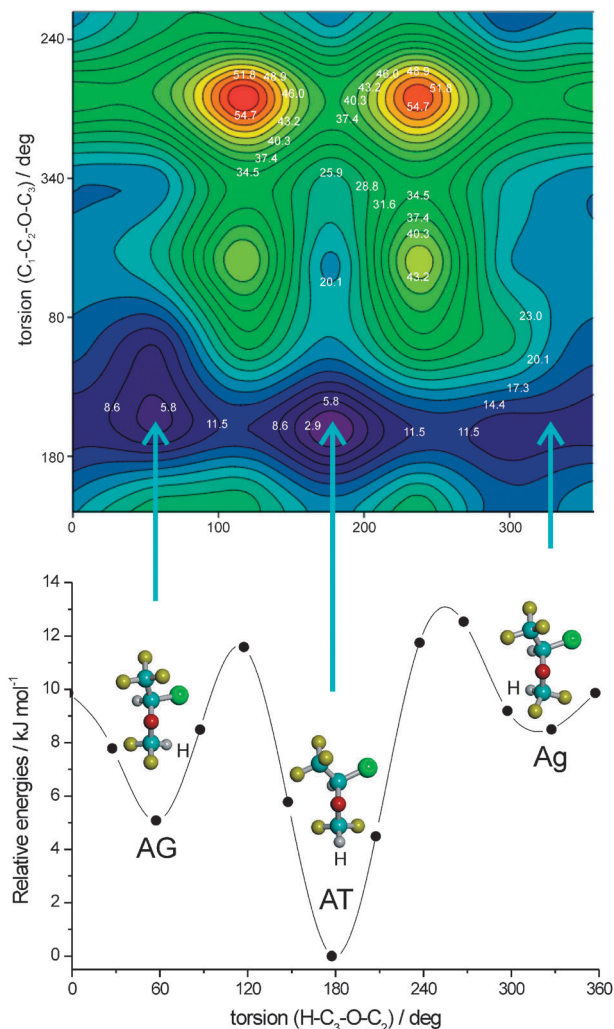 torsion (C₁-C₂-O-C₃) / deg
240
51.8 48.9 46.0 48.9
46.0 43.2 51.8
40.3
54.7 43.2 37.4 54.7
40.3
37.4
34.5 25.9
340
28.8
34.5
31.6
37.4
40.3
43.2
20.1
80 23.0
20.1
5.8 17.3
8.6 5.8 14.4
11.5 8.6 2.9 11.5 11.5
180
0 100 200 300
Relative energies / kJ mol⁻¹
14
12
10
8
6
4
2
0
H
AG
H
AT
H
Ag
0 60 120 180 240 300 360
torsion (H-C₃-O-C₂) / deg